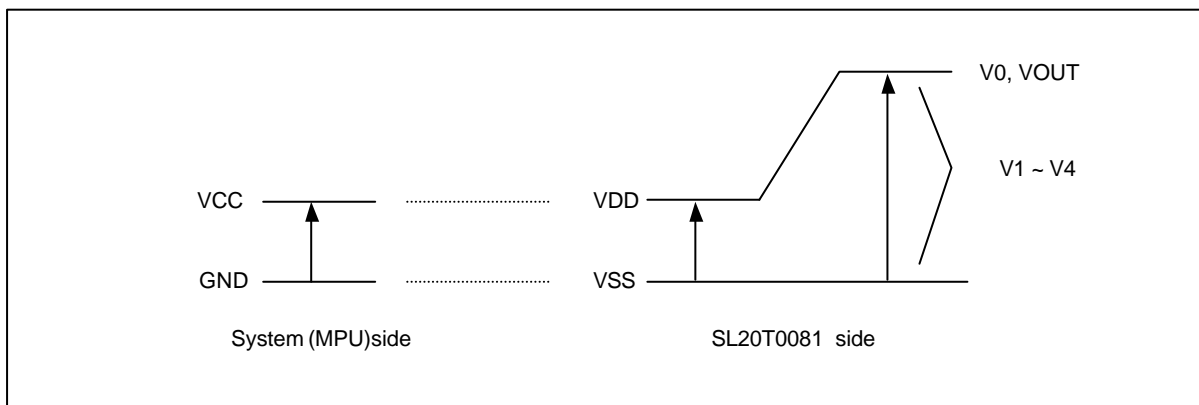 V0, VOUT
V1 ~ V4
VCC
VDD
GND
VSS
System (MPU)side
SL20T0081 side